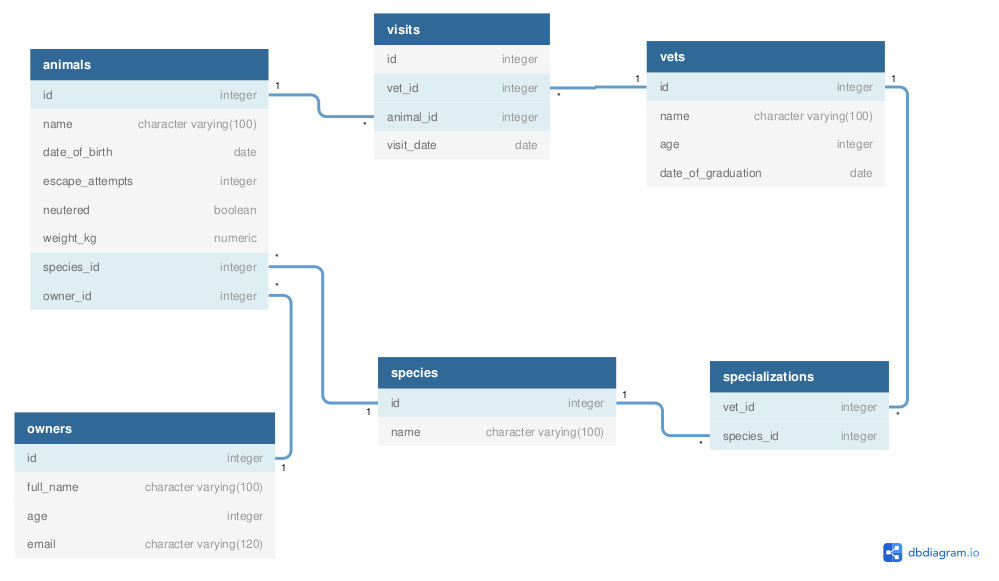 animals
id integer
name character varying(100)
date_of_birth date
escape_attempts integer
neutered boolean
weight_kg numeric
species_id integer
owner_id integer
1
*
*
*
visits
id integer
vet_id integer
animal_id integer
visit_date date
*
1
vets
id integer
name character varying(100)
age integer
date_of_graduation date
1
species
id integer
name character varying(100)
1
1
specializations
vet_id integer
species_id integer
*
*
owners
id integer
full_name character varying(100)
age integer
email character varying(120)
1
dbdiagram.io